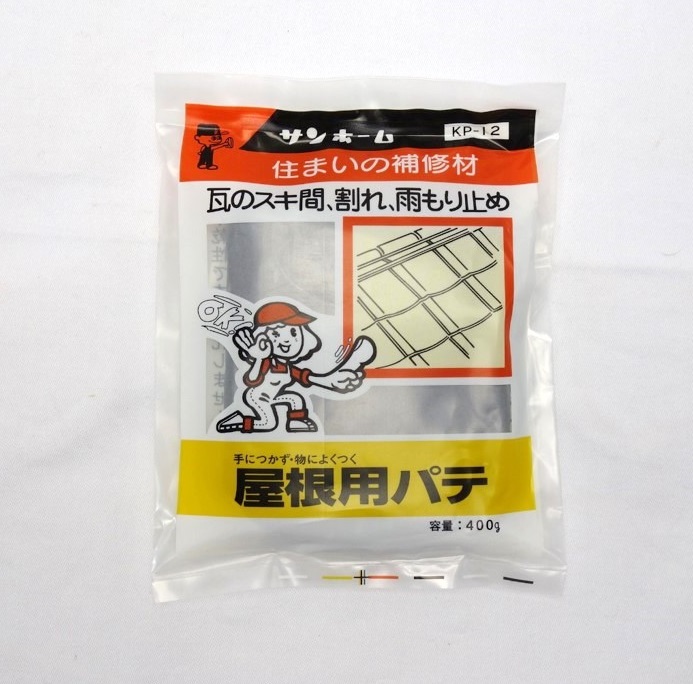 サンホーム
KP-12
住まいの補修材
瓦のスキ間、割れ、雨もり止め
OK!
手につかず・物によくつく
屋根用パテ
容量：400g